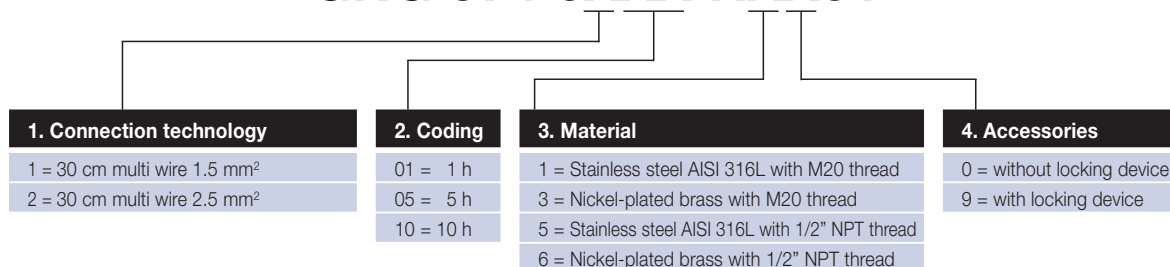 1. Connection technology
1 = 30 cm multi wire 1.5 mm²
2 = 30 cm multi wire 2.5 mm²
2. Coding
01 = 1 h
05 = 5 h
10 = 10 h
3. Material
1 = Stainless steel AISI 316L with M20 thread
3 = Nickel-plated brass with M20 thread
5 = Stainless steel AISI 316L with 1/2” NPT thread
6 = Nickel-plated brass with 1/2” NPT thread
4. Accessories
0 = without locking device
9 = with locking device